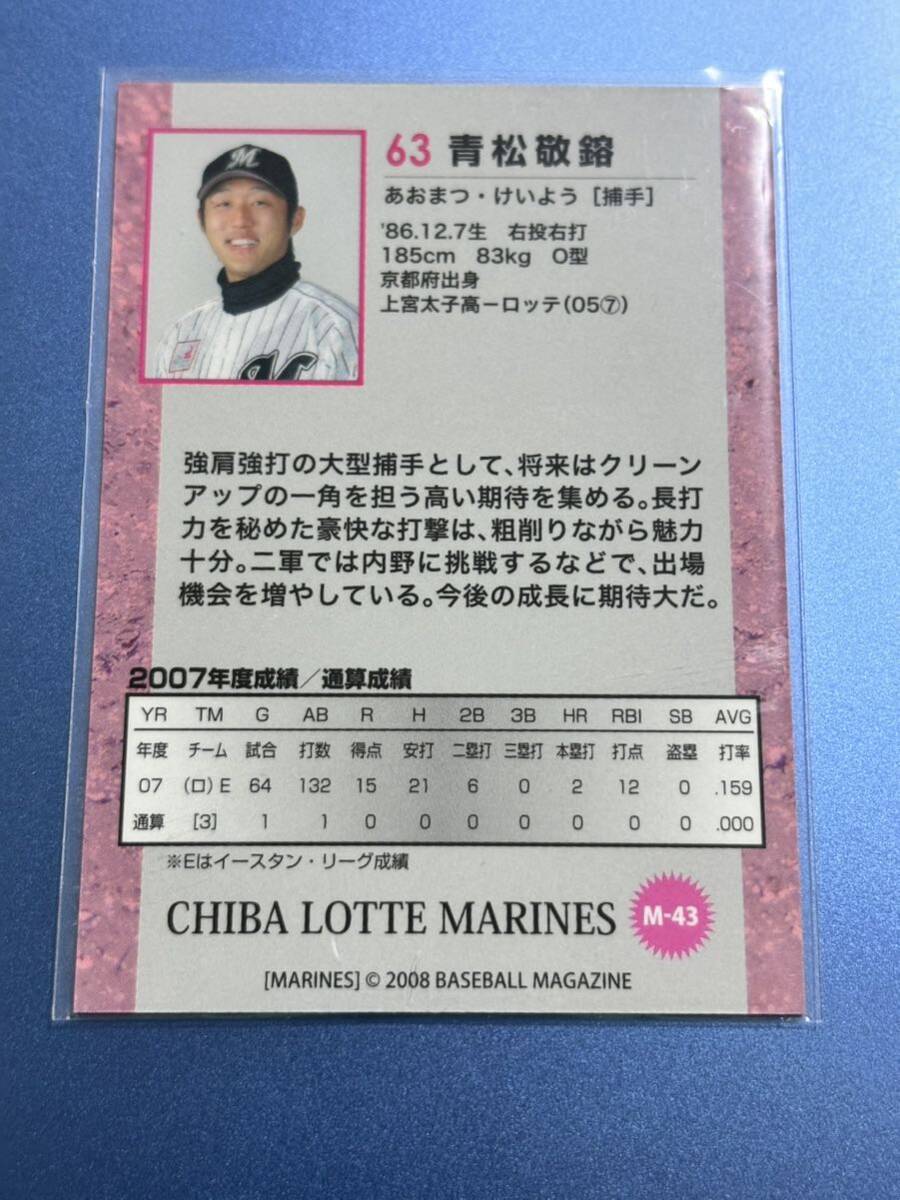 63 青松敬鎔
あおまつ・けいよう［捕手］
'86.12.7生　右投右打
185cm　83kg　O型
京都府出身
上宮太子高－ロッテ(05⑦)
強肩強打の大型捕手として、将来はクリーン
アップの一角を担う高い期待を集める。長打
力を秘めた豪快な打撃は、粗削りながら魅力
十分。二軍では内野に挑戦するなどで、出場
機会を増やしている。今後の成長に期待大だ。
2007年度成績／通算成績
YR TM G AB R H 2B 3B HR RBI SB AVG
年度 チーム 試合 打数 得点 安打 二塁打 三塁打 本塁打 打点 盗塁 打率
07 (ロ)E 64 132 15 21 6 0 2 12 0 .159
通算 [3] 1 1 0 0 0 0 0 0 0 .000
※Eはイースタン・リーグ成績
CHIBA LOTTE MARINES M-43
[MARINES] © 2008 BASEBALL MAGAZINE